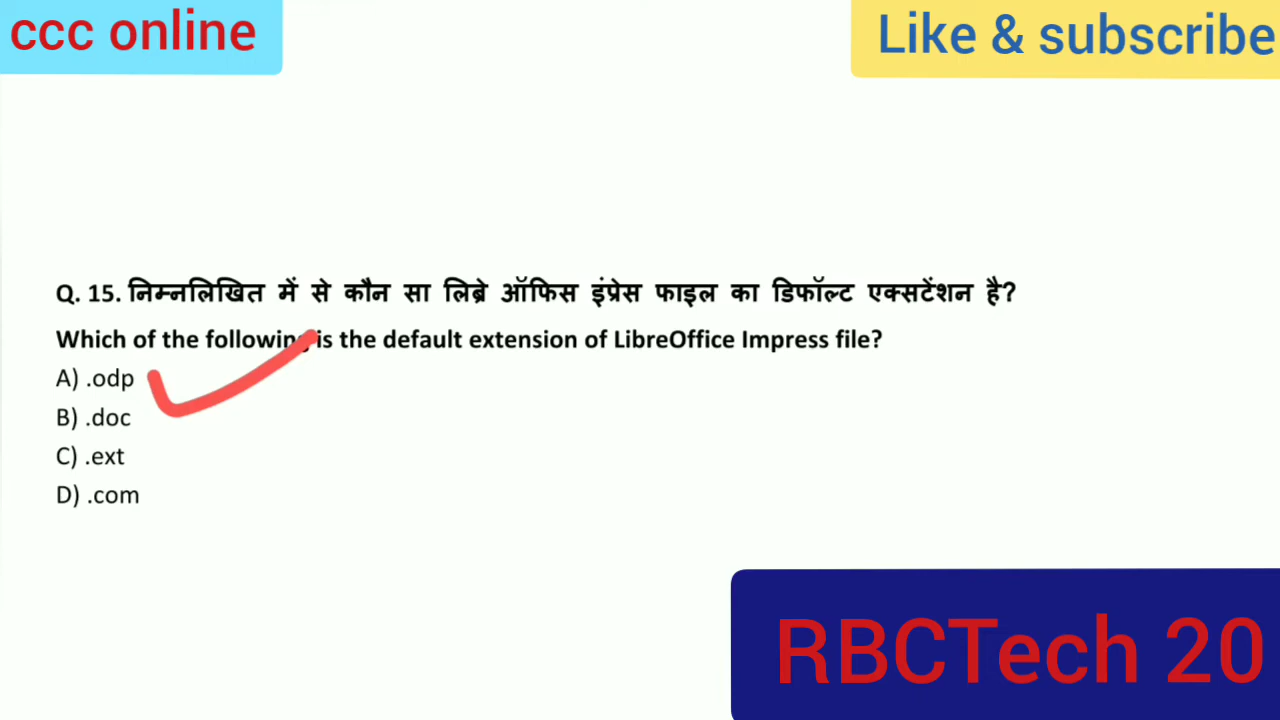 ccc online
Like & subscribe
Q. 15. निम्नलिखित में से कौन सा लिब्रे ऑफिस इंप्रेस फाइल का डिफॉल्ट एक्सटेंशन है?
Which of the following is the default extension of LibreOffice Impress file?
A) .odp
B) .doc
C) .ext
D) .com
RBCTech 20